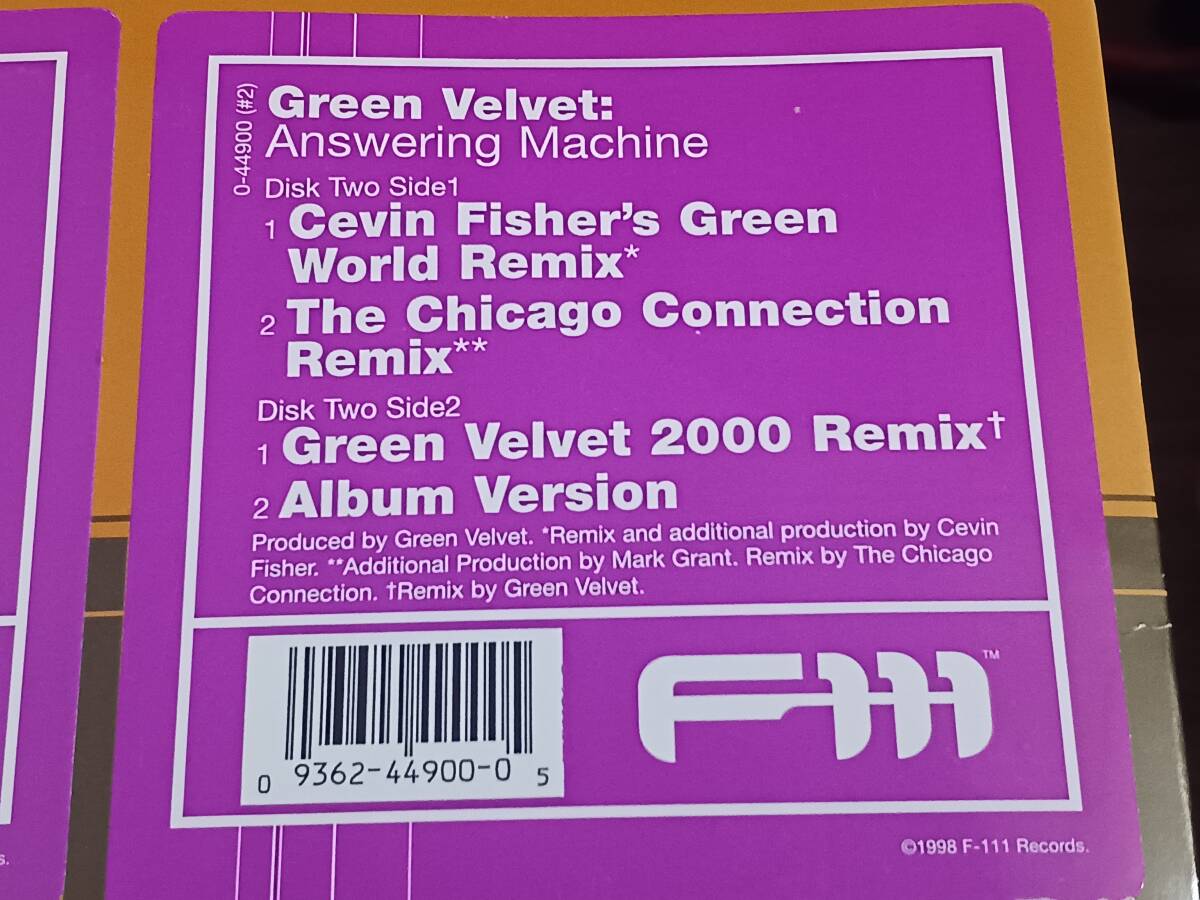 0-44900 (#2)
Green Velvet:
Answering Machine
Disk Two Side1
1 Cevin Fisher's Green
World Remix*
2 The Chicago Connection
Remix**
Disk Two Side2
1 Green Velvet 2000 Remix†
2 Album Version
Produced by Green Velvet. *Remix and additional production by Cevin
Fisher. **Additional Production by Mark Grant. Remix by The Chicago
Connection. †Remix by Green Velvet.
0 9362-44900-0 5
F-111 ™
©1998 F-111 Records.
s.